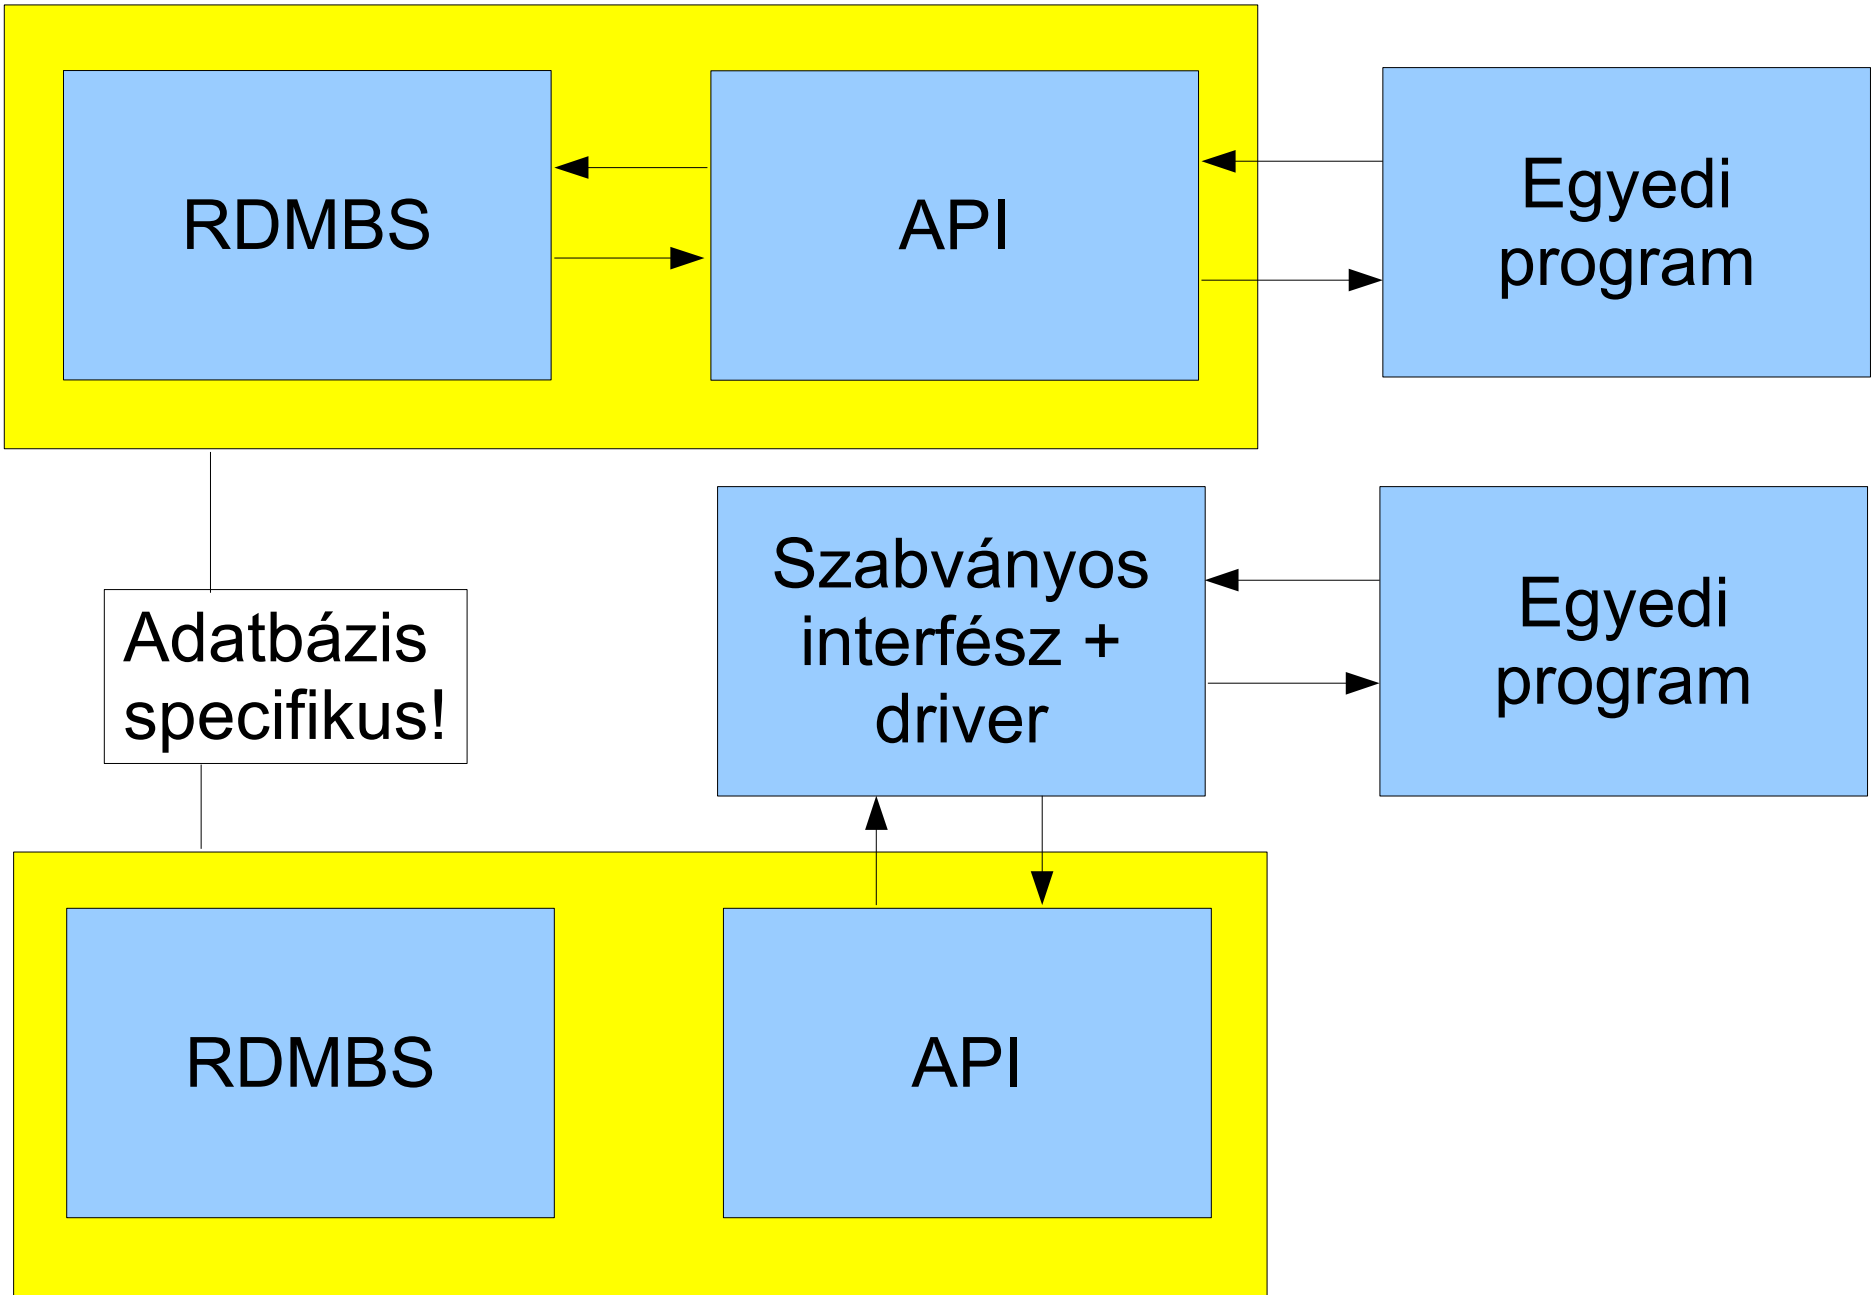 RDMBS
API
Egyedi
program
Adatbázis
specifikus!
Szabványos
interfész +
driver
Egyedi
program
RDMBS
API